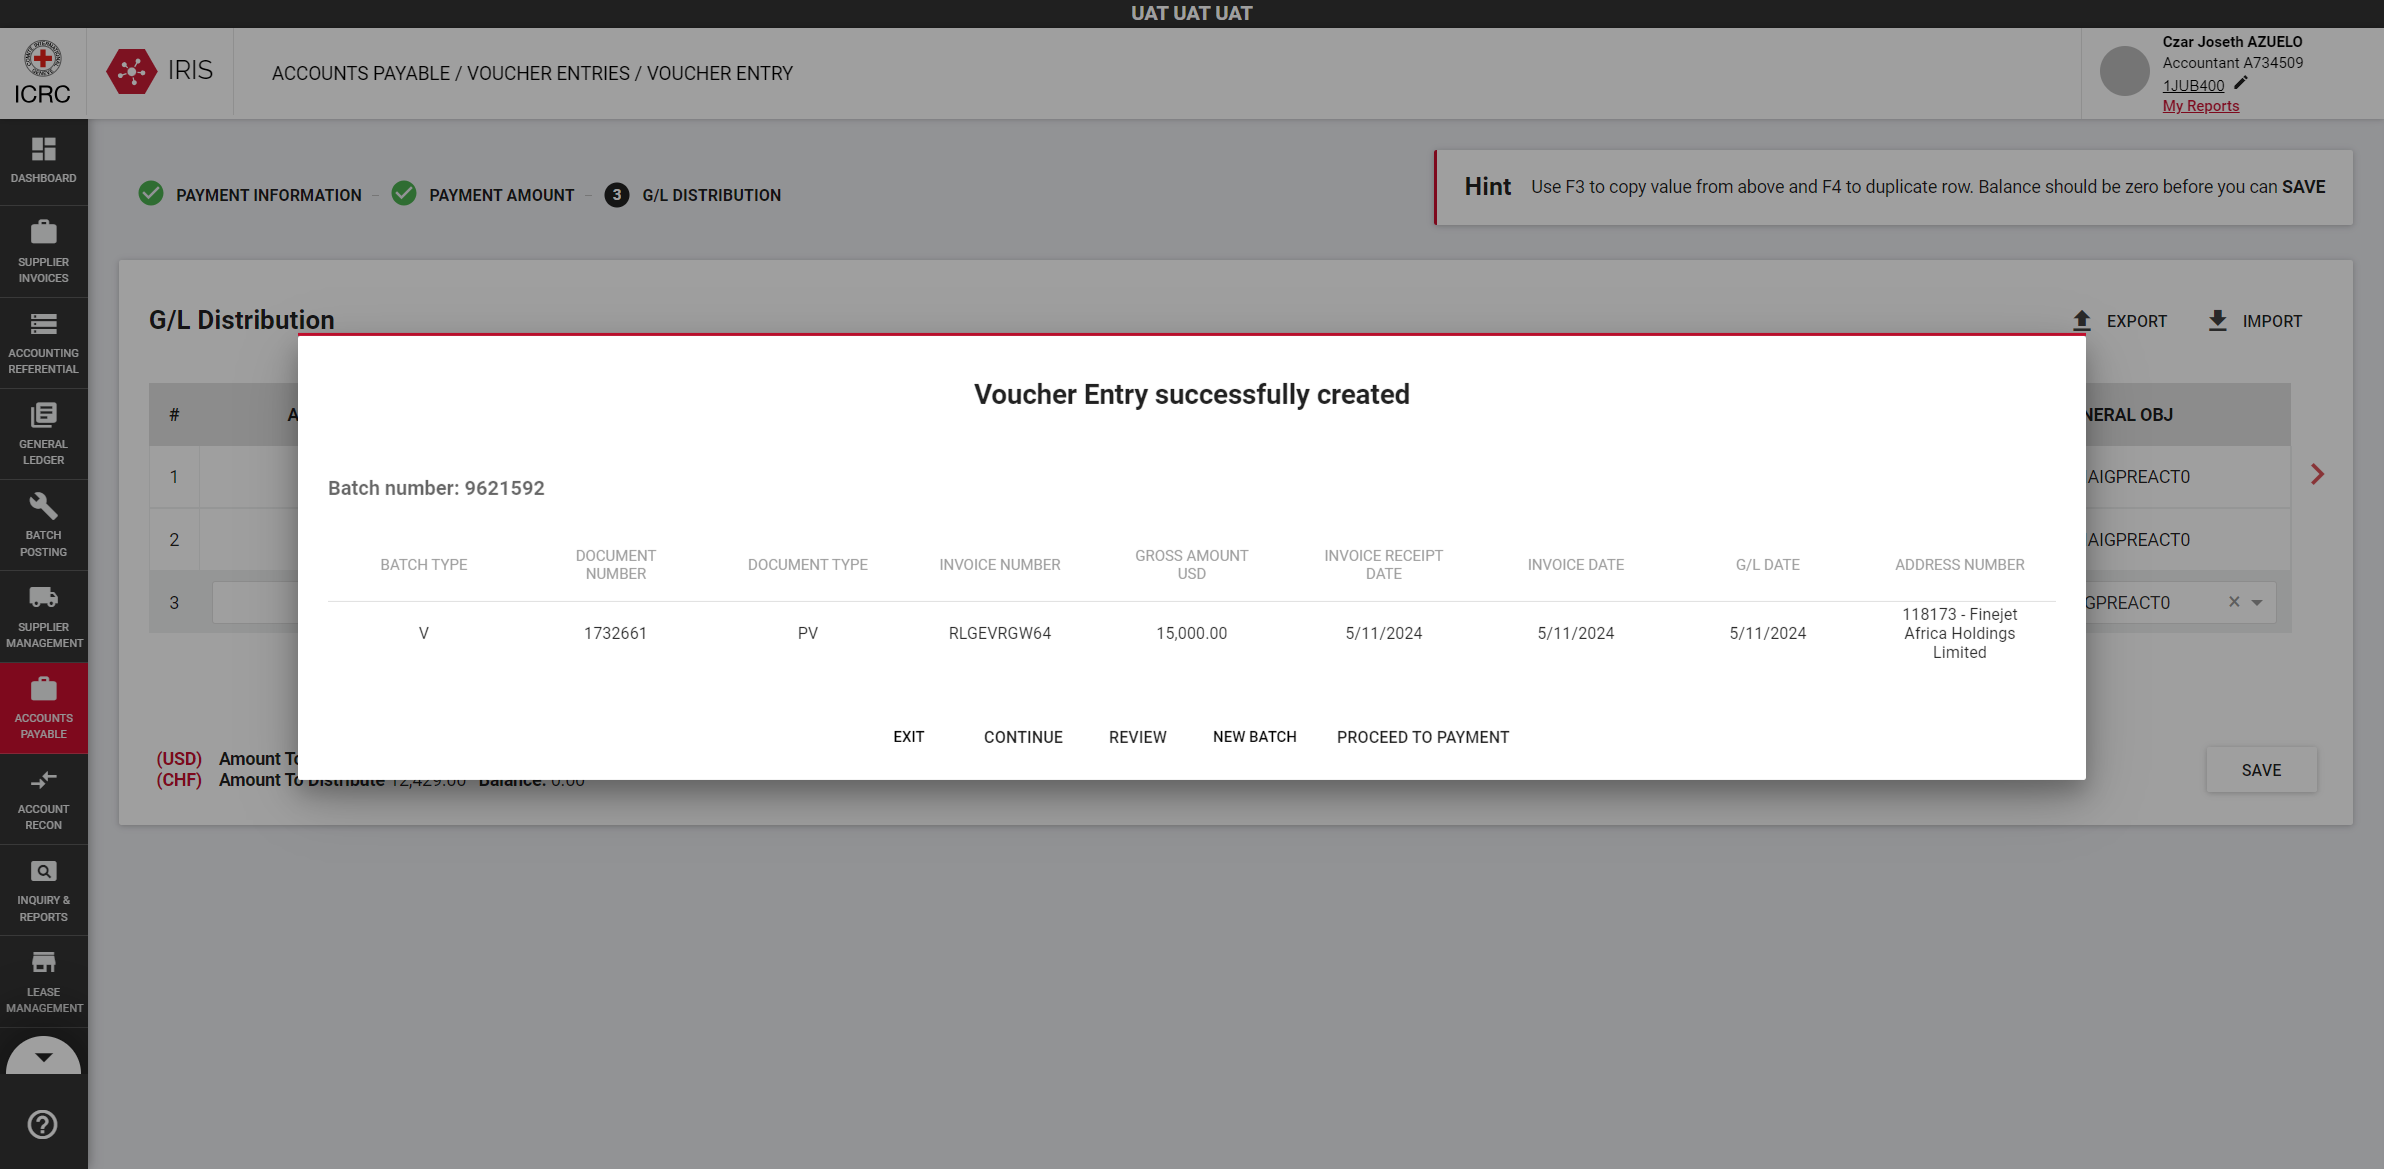 UAT UAT UAT
ICRC
IRIS
ACCOUNTS PAYABLE / VOUCHER ENTRIES / VOUCHER ENTRY
Czar Joseth AZUELO
Accountant A734509
1JUB400
My Reports
DASHBOARD
SUPPLIER
INVOICES
ACCOUNTING
REFERENTIAL
GENERAL
LEDGER
BATCH
POSTING
SUPPLIER
MANAGEMENT
ACCOUNTS
PAYABLE
ACCOUNT
RECON
INQUIRY &
REPORTS
LEASE
MANAGEMENT
PAYMENT INFORMATION
PAYMENT AMOUNT
3 G/L DISTRIBUTION
Hint Use F3 to copy value from above and F4 to duplicate row. Balance should be zero before you can SAVE
G/L Distribution
EXPORT
IMPORT
#
A
NERAL OBJ
1
AIGPREACT0
2
AIGPREACT0
3
GPREACT0
Voucher Entry successfully created
Batch number: 9621592
BATCH TYPE
DOCUMENT
NUMBER
DOCUMENT TYPE
INVOICE NUMBER
GROSS AMOUNT
USD
INVOICE RECEIPT
DATE
INVOICE DATE
G/L DATE
ADDRESS NUMBER
V
1732661
PV
RLGEVRGW64
15,000.00
5/11/2024
5/11/2024
5/11/2024
118173 - Finejet
Africa Holdings
Limited
EXIT
CONTINUE
REVIEW
NEW BATCH
PROCEED TO PAYMENT
(USD) Amount To
(CHF) Amount To Distribute 12,429.00 Balance: 0.00
SAVE